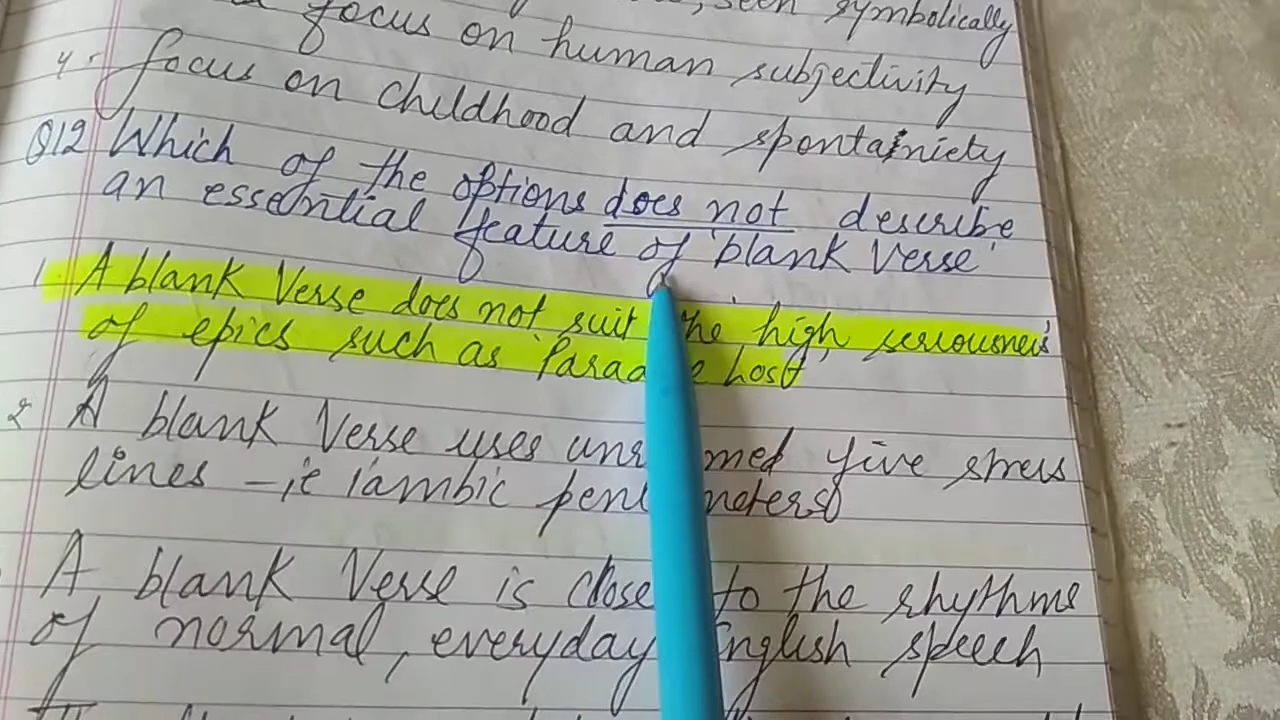 seen symbolically
focus on human subjectivity
4. focus on childhood and spontainiety
Q12 Which of the options does not describe
an essential feature of 'blank Verse'
1. A blank Verse does not suit the high seriousness
of epics such as 'Paradise Lost'
2 A blank Verse uses unrhymed five stress
lines - ie iambic pentameters
A blank Verse is close to the rhythms
of normal, everyday English speech